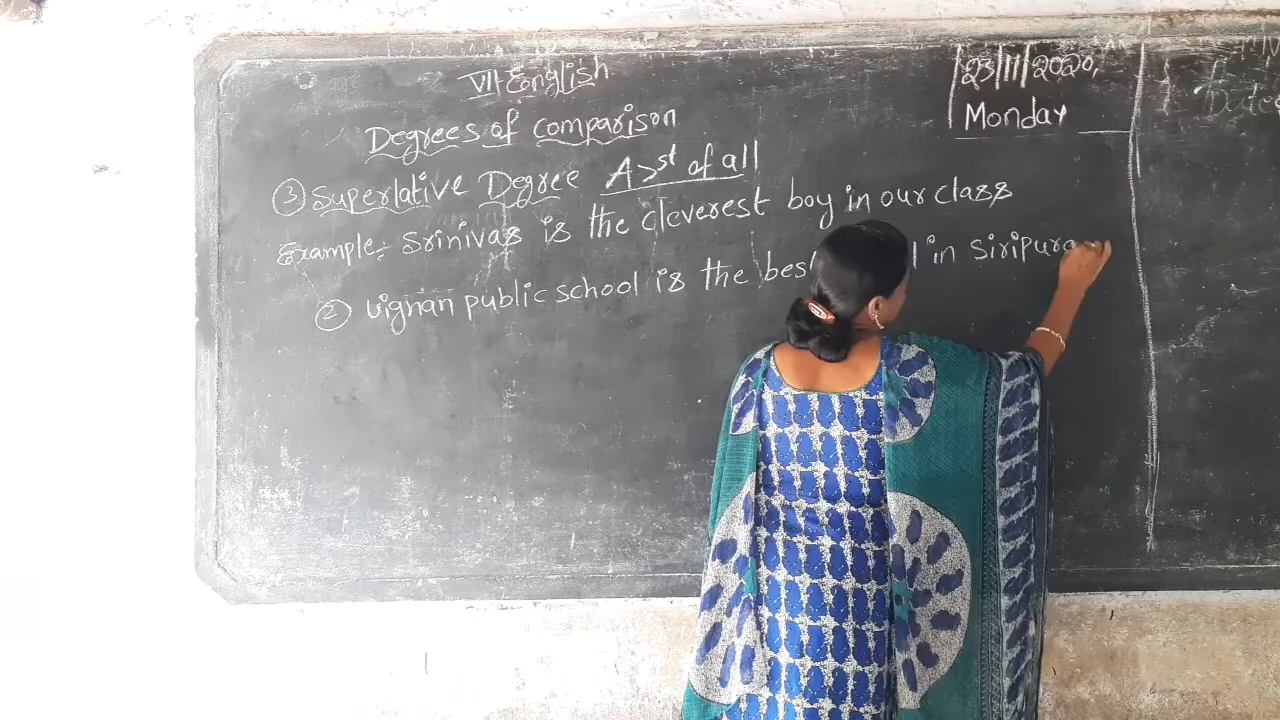 VII English
23/11/2020,
Monday
Degrees of comparison
③ Superlative Degree A>st of all
Example:- Srinivas is the cleverest boy in our class
② Vignan public school is the best in Siripura